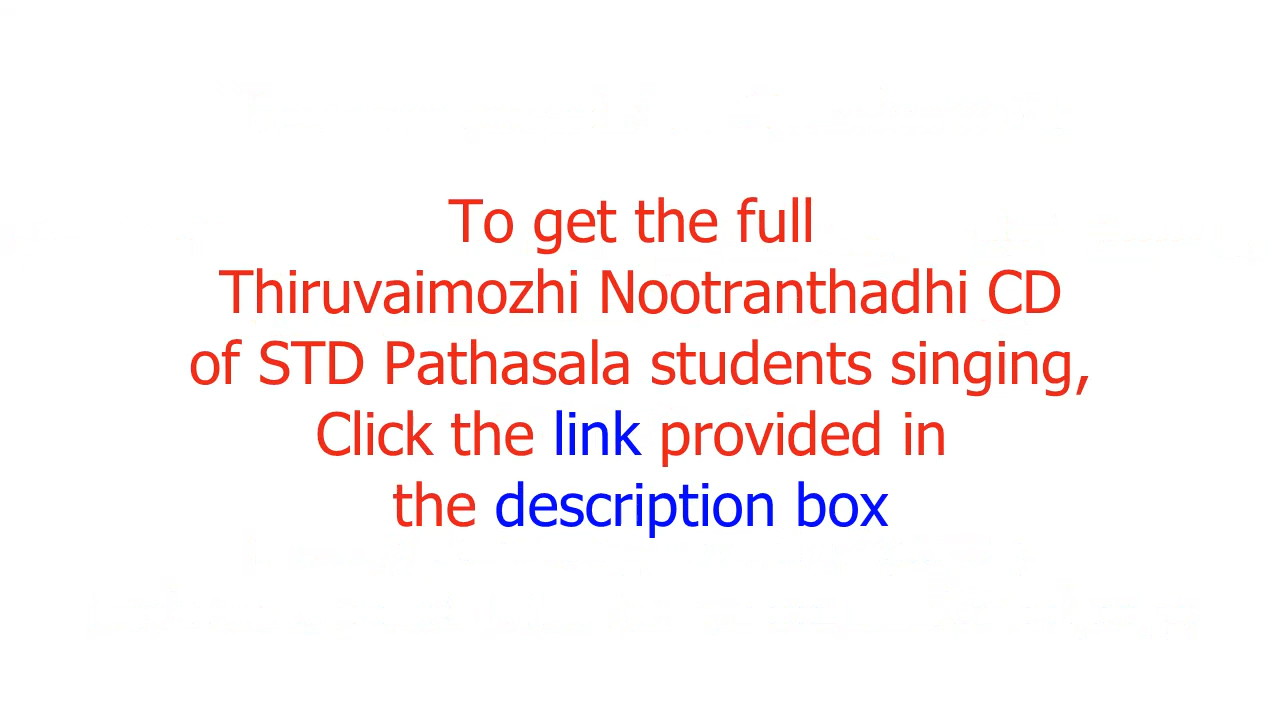 To get the full
Thiruvaimozhi Nootranthadhi CD
of STD Pathasala students singing,
Click the link provided in
the description box